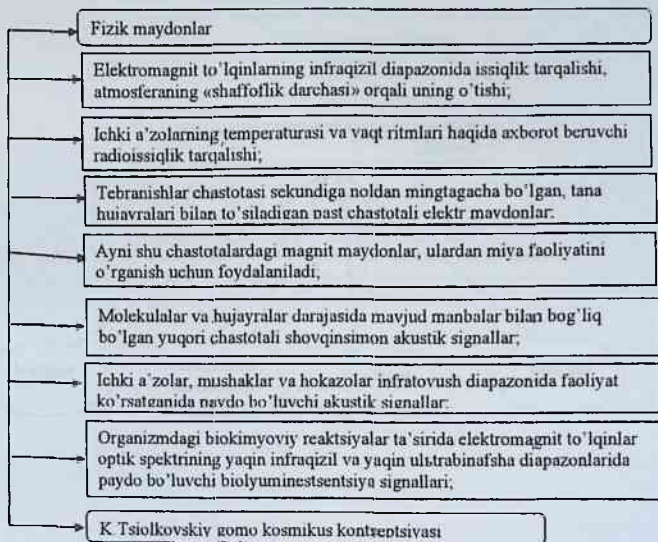 Fizik maydonlar
Elektromagnit to'lqinlarning infraqizil diapazonida issiqlik tarqalishi,
atmosferaning «shaffoflik darchasi» orqali uning o'tishi;
Ichki a'zolarning temperaturasi va vaqt ritmlari haqida axborot beruvchi
radioissiqlik tarqalishi;
Tebranishlar chastotasi sekundiga noldan mingtagacha bo'lgan, tana
hujayralari bilan to'siladigan past chastotali elektr maydonlar;
Ayni shu chastotalardagi magnit maydonlar, ulardan miya faoliyatini
o'rganish uchun foydalaniladi;
Molekulalar va hujayralar darajasida mavjud manbalar bilan bog'liq
bo'lgan yuqori chastotali shovqinsimon akustik signallar;
Ichki a'zolar, mushaklar va hokazolar infratovush diapazonida faoliyat
ko'rsatganida paydo bo'luvchi akustik signallar;
Organizmdagi biokimyoviy reaktsiyalar ta'sirida elektromagnit to'lqinlar
optik spektrining yaqin infraqizil va yaqin ultrabinafsha diapazonlarida
paydo bo'luvchi biolyuminestsentsiya signallari;
K Tsiolkovskiy gomo kosmikus kontseptsiyasi